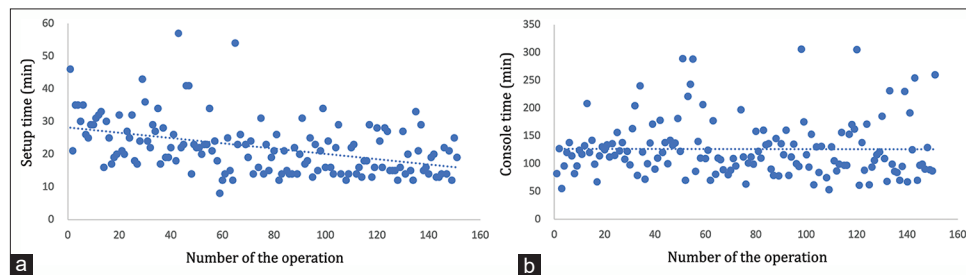 60
50
40
30
20
10
0
Setup time (min)
0 20 40 60 80 100 120 140 160
Number of the operation
a
350
300
250
200
150
100
50
0
Console time (min)
0 20 40 60 80 100 120 140 160
Number of the operation
b